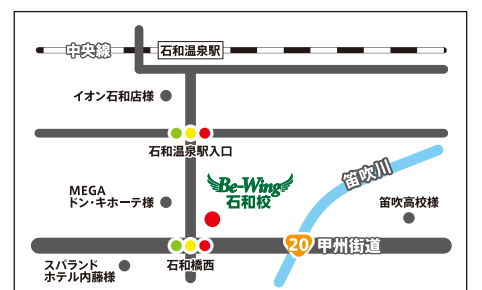 中央線
石和温泉駅
イオン石和店様
石和温泉駅入口
Be-Wing
石和校
笛吹川
MEGA
ドン・キホーテ様
笛吹高校様
20 甲州街道
石和橋西
スパランド
ホテル内藤様